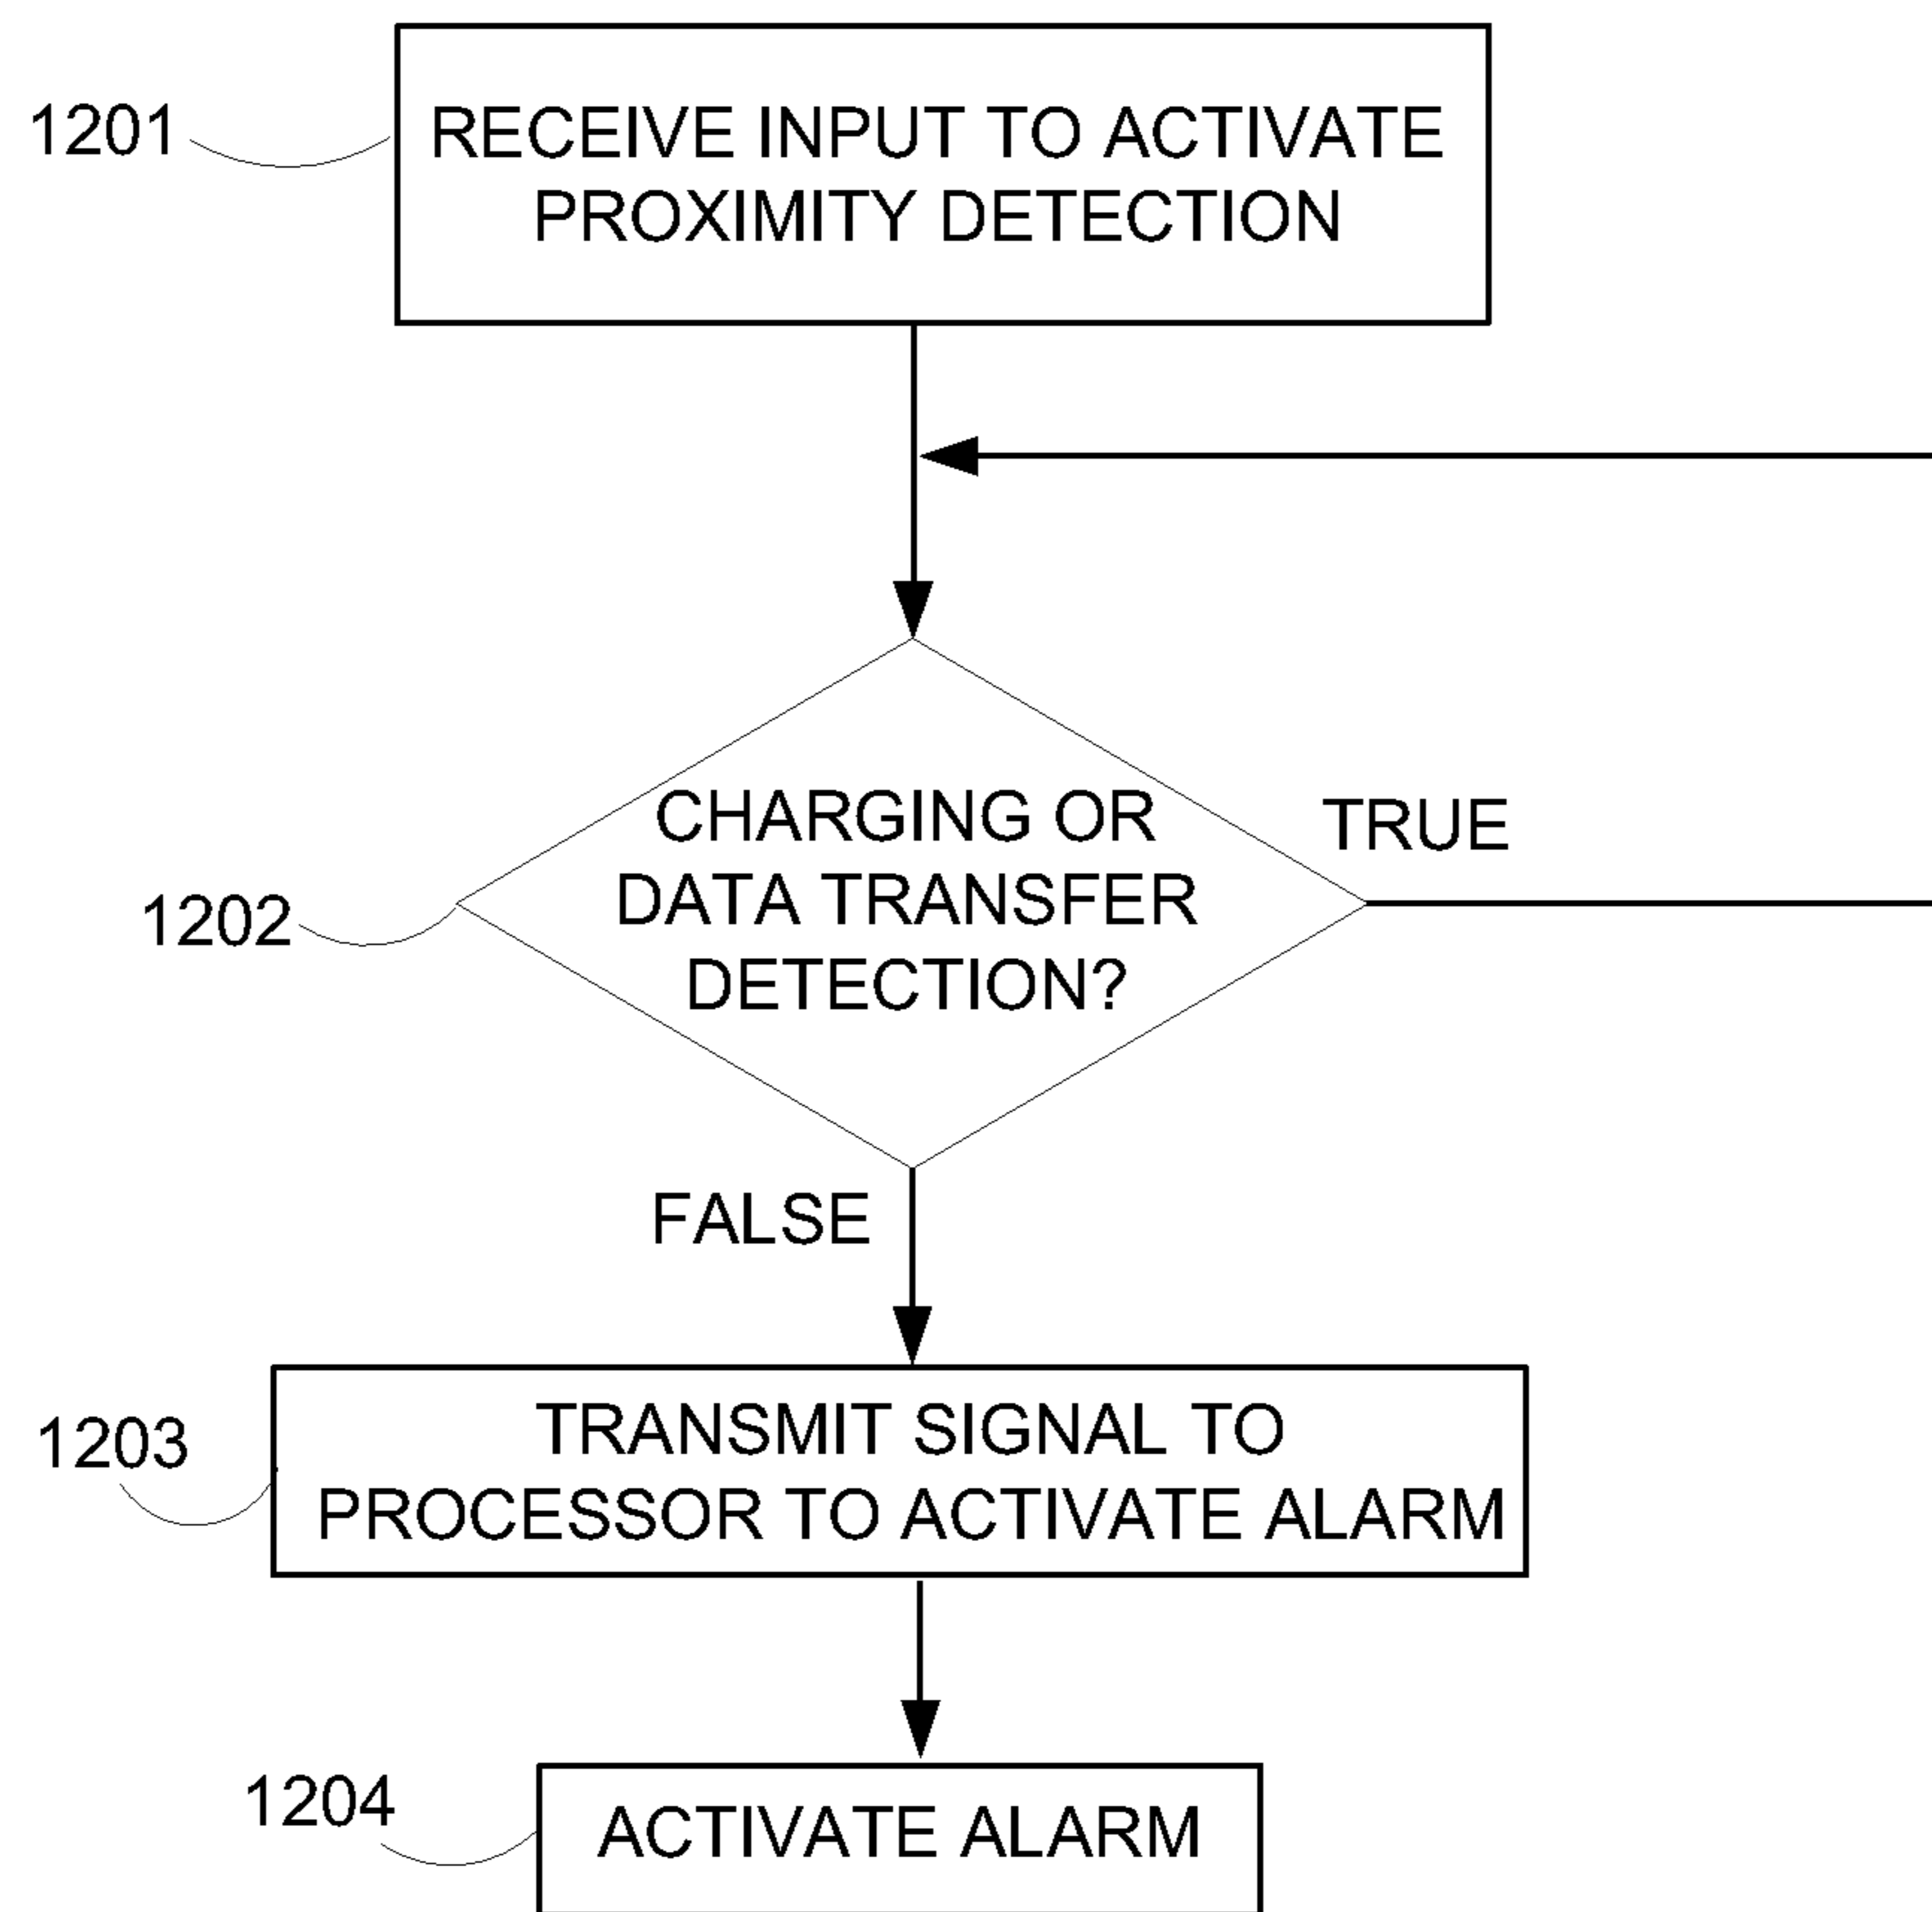 1201
RECEIVE INPUT TO ACTIVATE
PROXIMITY DETECTION
CHARGING OR
DATA TRANSFER
DETECTION?
TRUE
1202
FALSE
TRANSMIT SIGNAL TO
PROCESSOR TO ACTIVATE ALARM
1203
1204
ACTIVATE ALARM